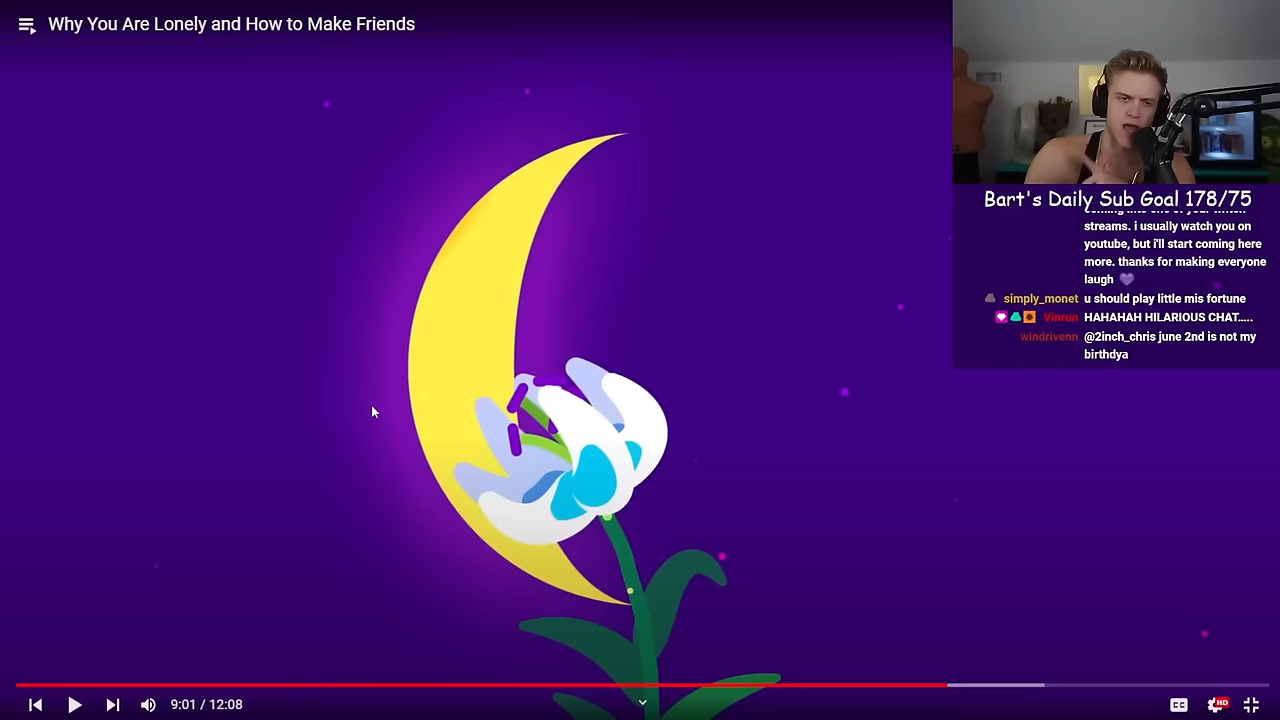 Why You Are Lonely and How to Make Friends
Bart's Daily Sub Goal 178/75
streams. i usually watch you on
youtube, but i'll start coming here
more. thanks for making everyone
laugh
simply_monet u should play little mis fortune
Vinrun HAHAHAH HILARIOUS CHAT.....
windrivenn @2inch_chris june 2nd is not my
birthdya
9:01 / 12:08
CC
HD